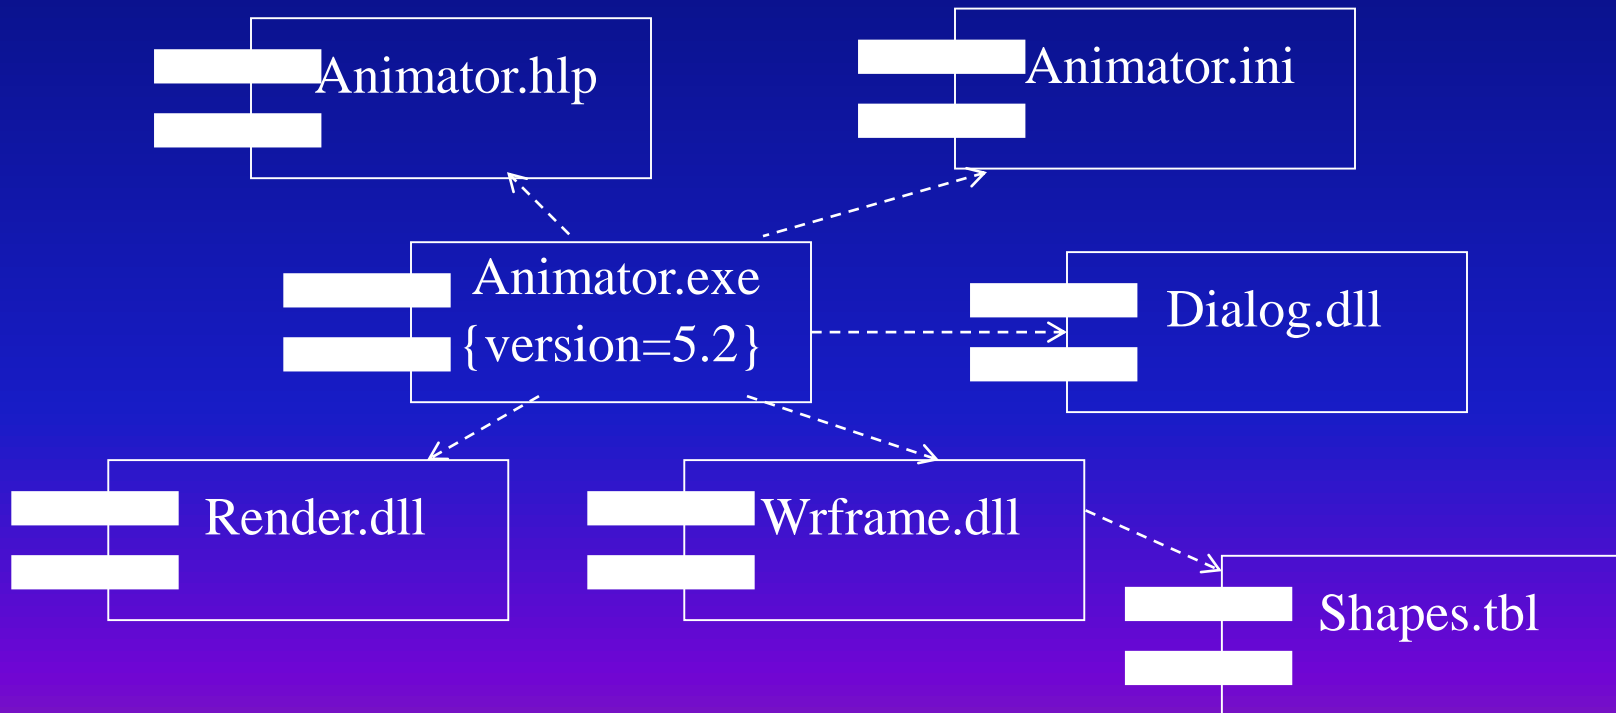 Animator.hlp
Animator.ini
Animator.exe
{version=5.2}
Dialog.dll
Render.dll
Wrframe.dll
Shapes.tbl